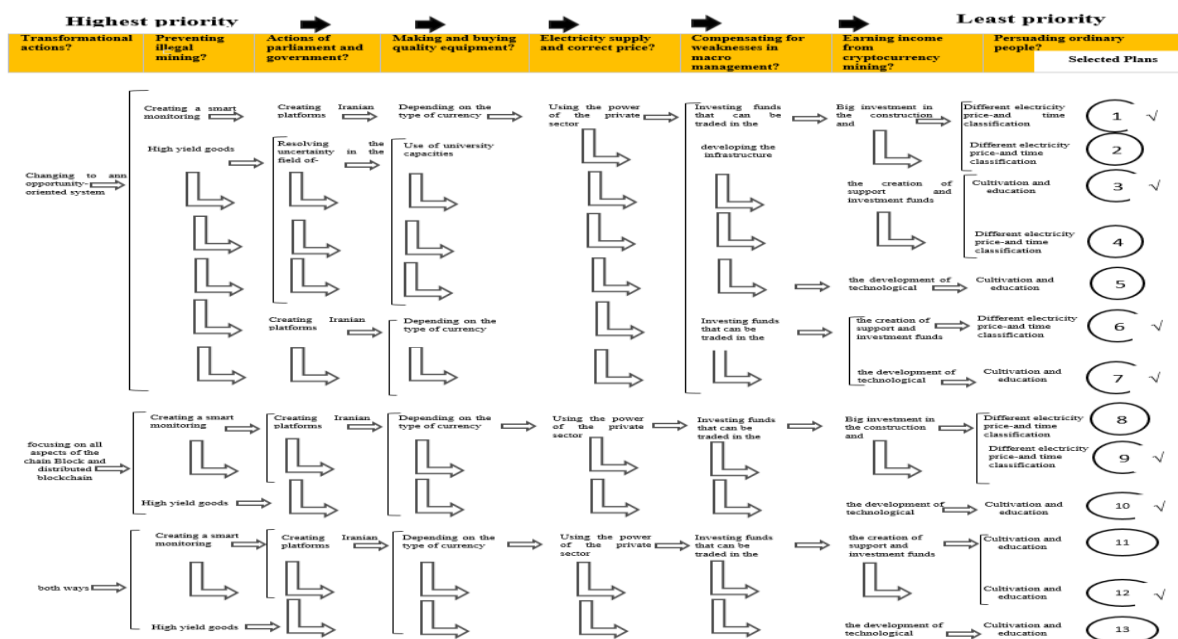 Highest priority
Least priority
Transformational actions?
Preventing illegal mining?
Actions of parliament and government?
Making and buying quality equipment?
Electricity supply and correct price?
Compensating for weaknesses in macro management?
Earning income from cryptocurrency mining?
Persuading ordinary people?
Selected Plans
Changing to ann opportunity-oriented system
Creating a smart monitoring
Creating Iranian platforms
Depending on the type of currency
Using the power of the private sector
Investing funds that can be traded in the
Big investment in the construction and
Different electricity price-and time classification
1 √
High yield goods
Resolving the uncertainty in the field of-
Use of university capacities
developing the infrastructure
Different electricity price-and time classification
2
the creation of support and investment funds
Cultivation and education
3 √
Different electricity price-and time classification
4
the development of technological
Cultivation and education
5
Creating Iranian platforms
Depending on the type of currency
Investing funds that can be traded in the
the creation of support and investment funds
Different electricity price-and time classification
6 √
the development of technological
Cultivation and education
7 √
focusing on all aspects of the chain Block and distributed blockchain
Creating a smart monitoring
Creating Iranian platforms
Depending on the type of currency
Using the power of the private sector
Investing funds that can be traded in the
Big investment in the construction and
Different electricity price-and time classification
8
Different electricity price-and time classification
9 √
High yield goods
the development of technological
Cultivation and education
10 √
both ways
Creating a smart monitoring
Creating Iranian platforms
Depending on the type of currency
Using the power of the private sector
Investing funds that can be traded in the
the creation of support and investment funds
Cultivation and education
11
Cultivation and education
12 √
High yield goods
the development of technological
Cultivation and education
13